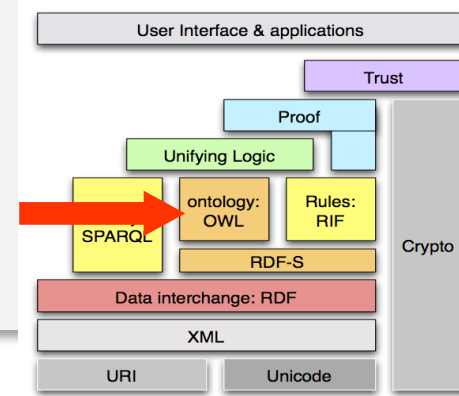 User Interface & applications
Trust
Proof
Unifying Logic
ontology: Rules:
OWL RIF
SPARQL
Crypto
RDF-S
Data interchange: RDF
XML
URI Unicode